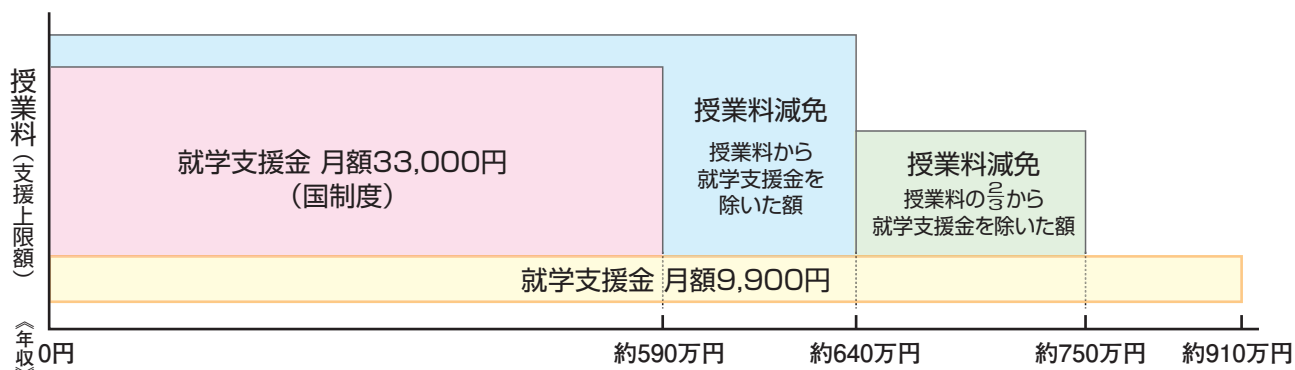 授業料（支援上限額）
就学支援金 月額33,000円
（国制度）
授業料減免
授業料から
就学支援金を
除いた額
授業料減免
授業料の2/3から
就学支援金を除いた額
就学支援金 月額9,900円
《年収》
0円
約590万円
約640万円
約750万円
約910万円